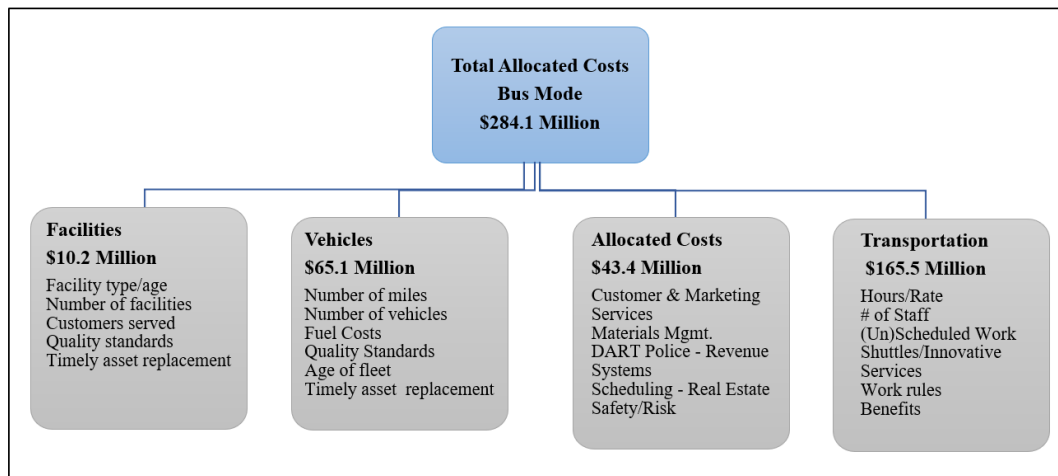 Total Allocated Costs
Bus Mode
$284.1 Million
Facilities
$10.2 Million
Facility type/age
Number of facilities
Customers served
Quality standards
Timely asset replacement
Vehicles
$65.1 Million
Number of miles
Number of vehicles
Fuel Costs
Quality Standards
Age of fleet
Timely asset  replacement
Allocated Costs
$43.4 Million
Customer & Marketing
Services
Materials Mgmt.
DART Police - Revenue
Systems
Scheduling - Real Estate
Safety/Risk
Transportation
$165.5 Million
Hours/Rate
# of Staff
(Un)Scheduled Work
Shuttles/Innovative
Services
Work rules
Benefits